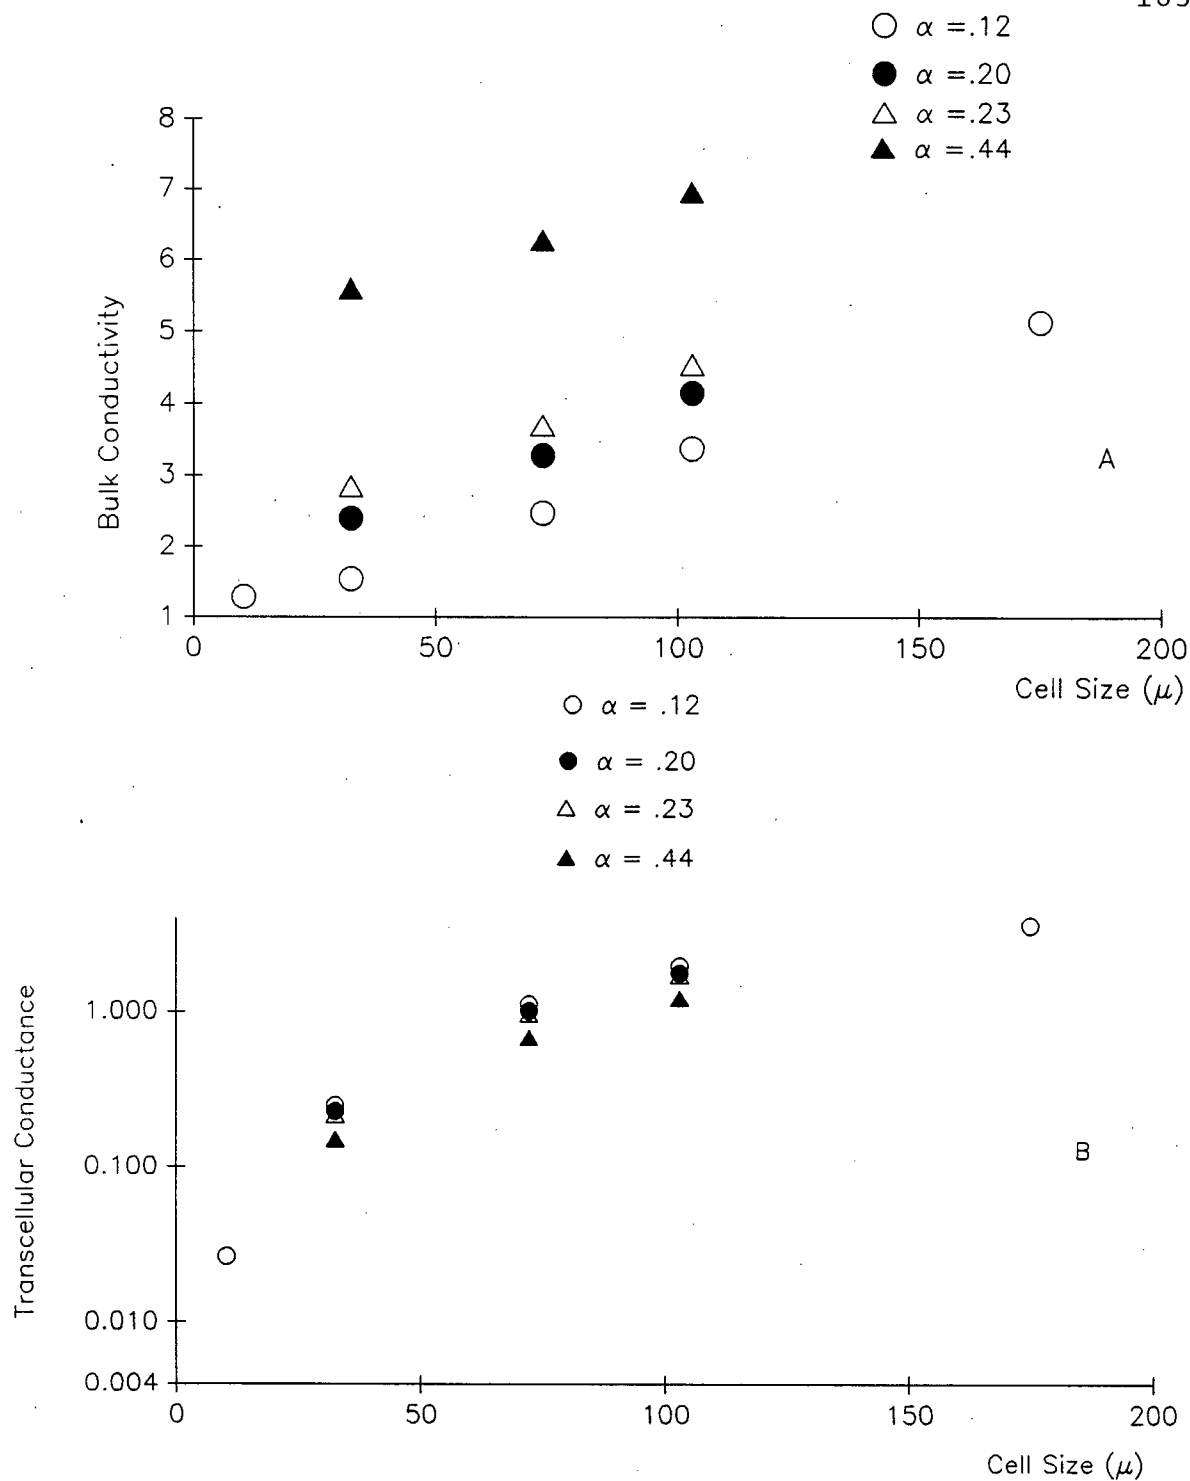 α = .12
α = .20
α = .23
α = .44
8
7
6
5
4
3
2
1
Bulk Conductivity
A
0
50
100
150
200
Cell Size (μ)
α = .12
α = .20
α = .23
α = .44
1.000
0.100
0.010
0.004
Transcellular Conductance
B
0
50
100
150
200
Cell Size (μ)